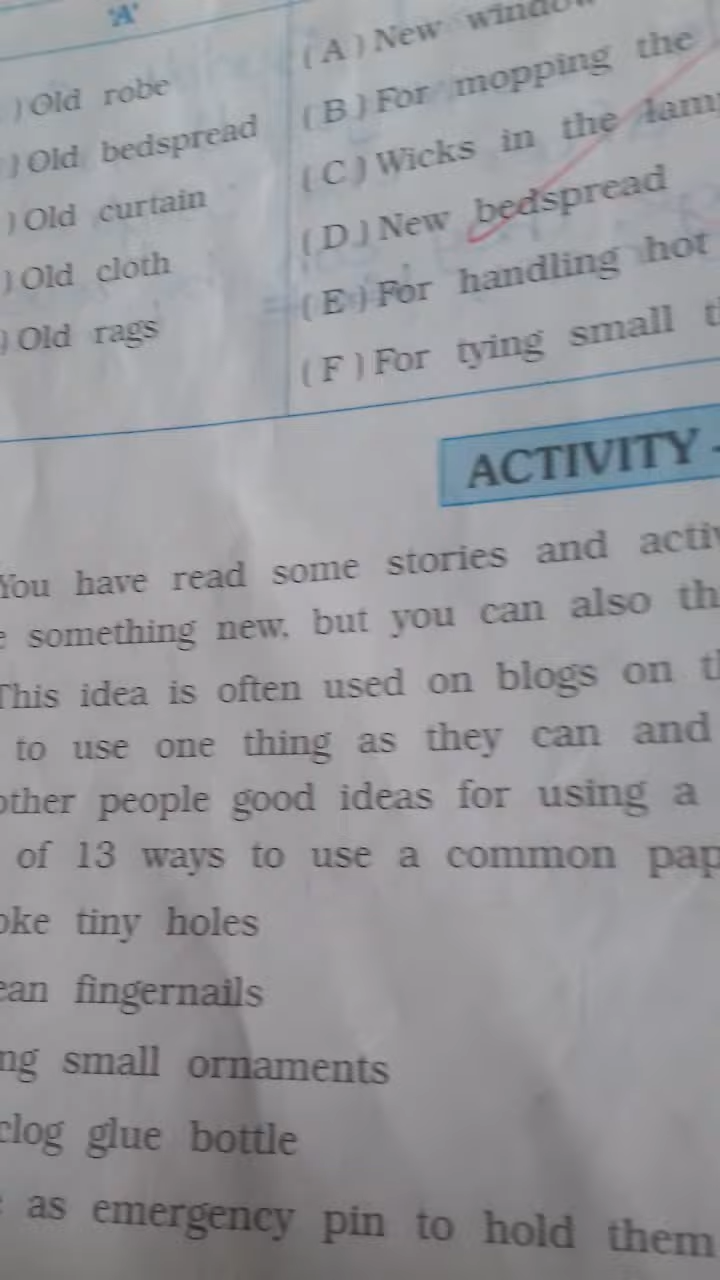 'A'
) Old robe
) Old bedspread
) Old curtain
) Old cloth
) Old rags
( A ) New
( B ) For mopping the
( C ) Wicks in the
( D ) New bedspread
( E ) For handling hot
( F ) For tying small
ACTIVITY
You have read some stories and
something new, but you can also
This idea is often used on blogs on
to use one thing as they can and
other people good ideas for using a
of 13 ways to use a common
tiny holes
fingernails
small ornaments
glue bottle
as emergency pin to hold them